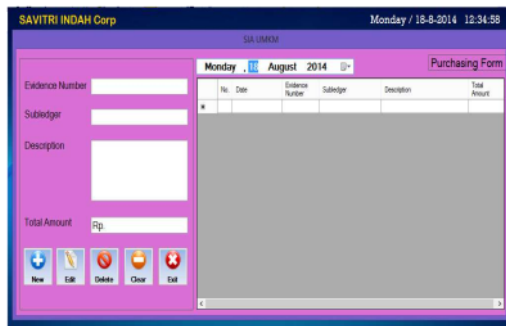 SAVITRI INDAH Corp
Monday / 18-8-2014 12:34:58
SIA UMKM
Monday , 18 August 2014
Purchasing Form
Evidence Number
Subledger
Description
Total Amount
Rp.
No. Date Evidence Number Subledger Description Total Amount
New Edit Delete Clear Exit